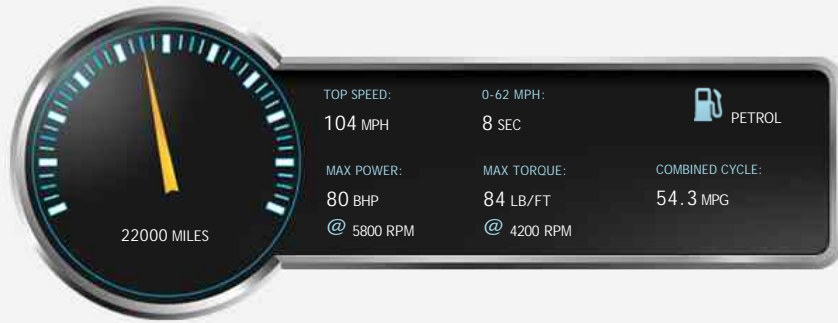 TOP SPEED:
104 MPH
0-62 MPH:
8 SEC
PETROL
MAX POWER:
80 BHP
@ 5800 RPM
MAX TORQUE:
84 LB/FT
@ 4200 RPM
COMBINED CYCLE:
54.3 MPG
22000 MILES